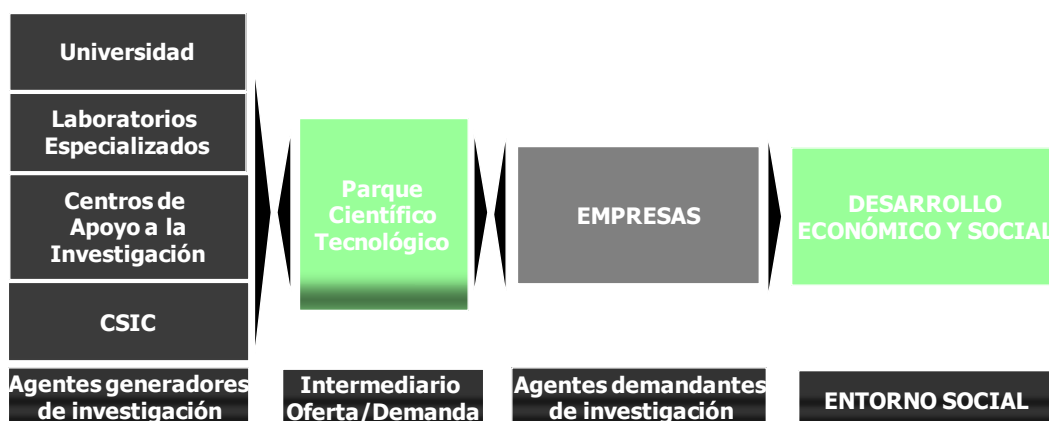 Universidad
Laboratorios
Especializados
Centros de
Apoyo a la
Investigación
CSIC
Agentes generadores
de investigación
Parque
Científico
Tecnológico
Intermediario
Oferta/Demanda
EMPRESAS
Agentes demandantes
de investigación
DESARROLLO
ECONÓMICO Y SOCIAL
ENTORNO SOCIAL